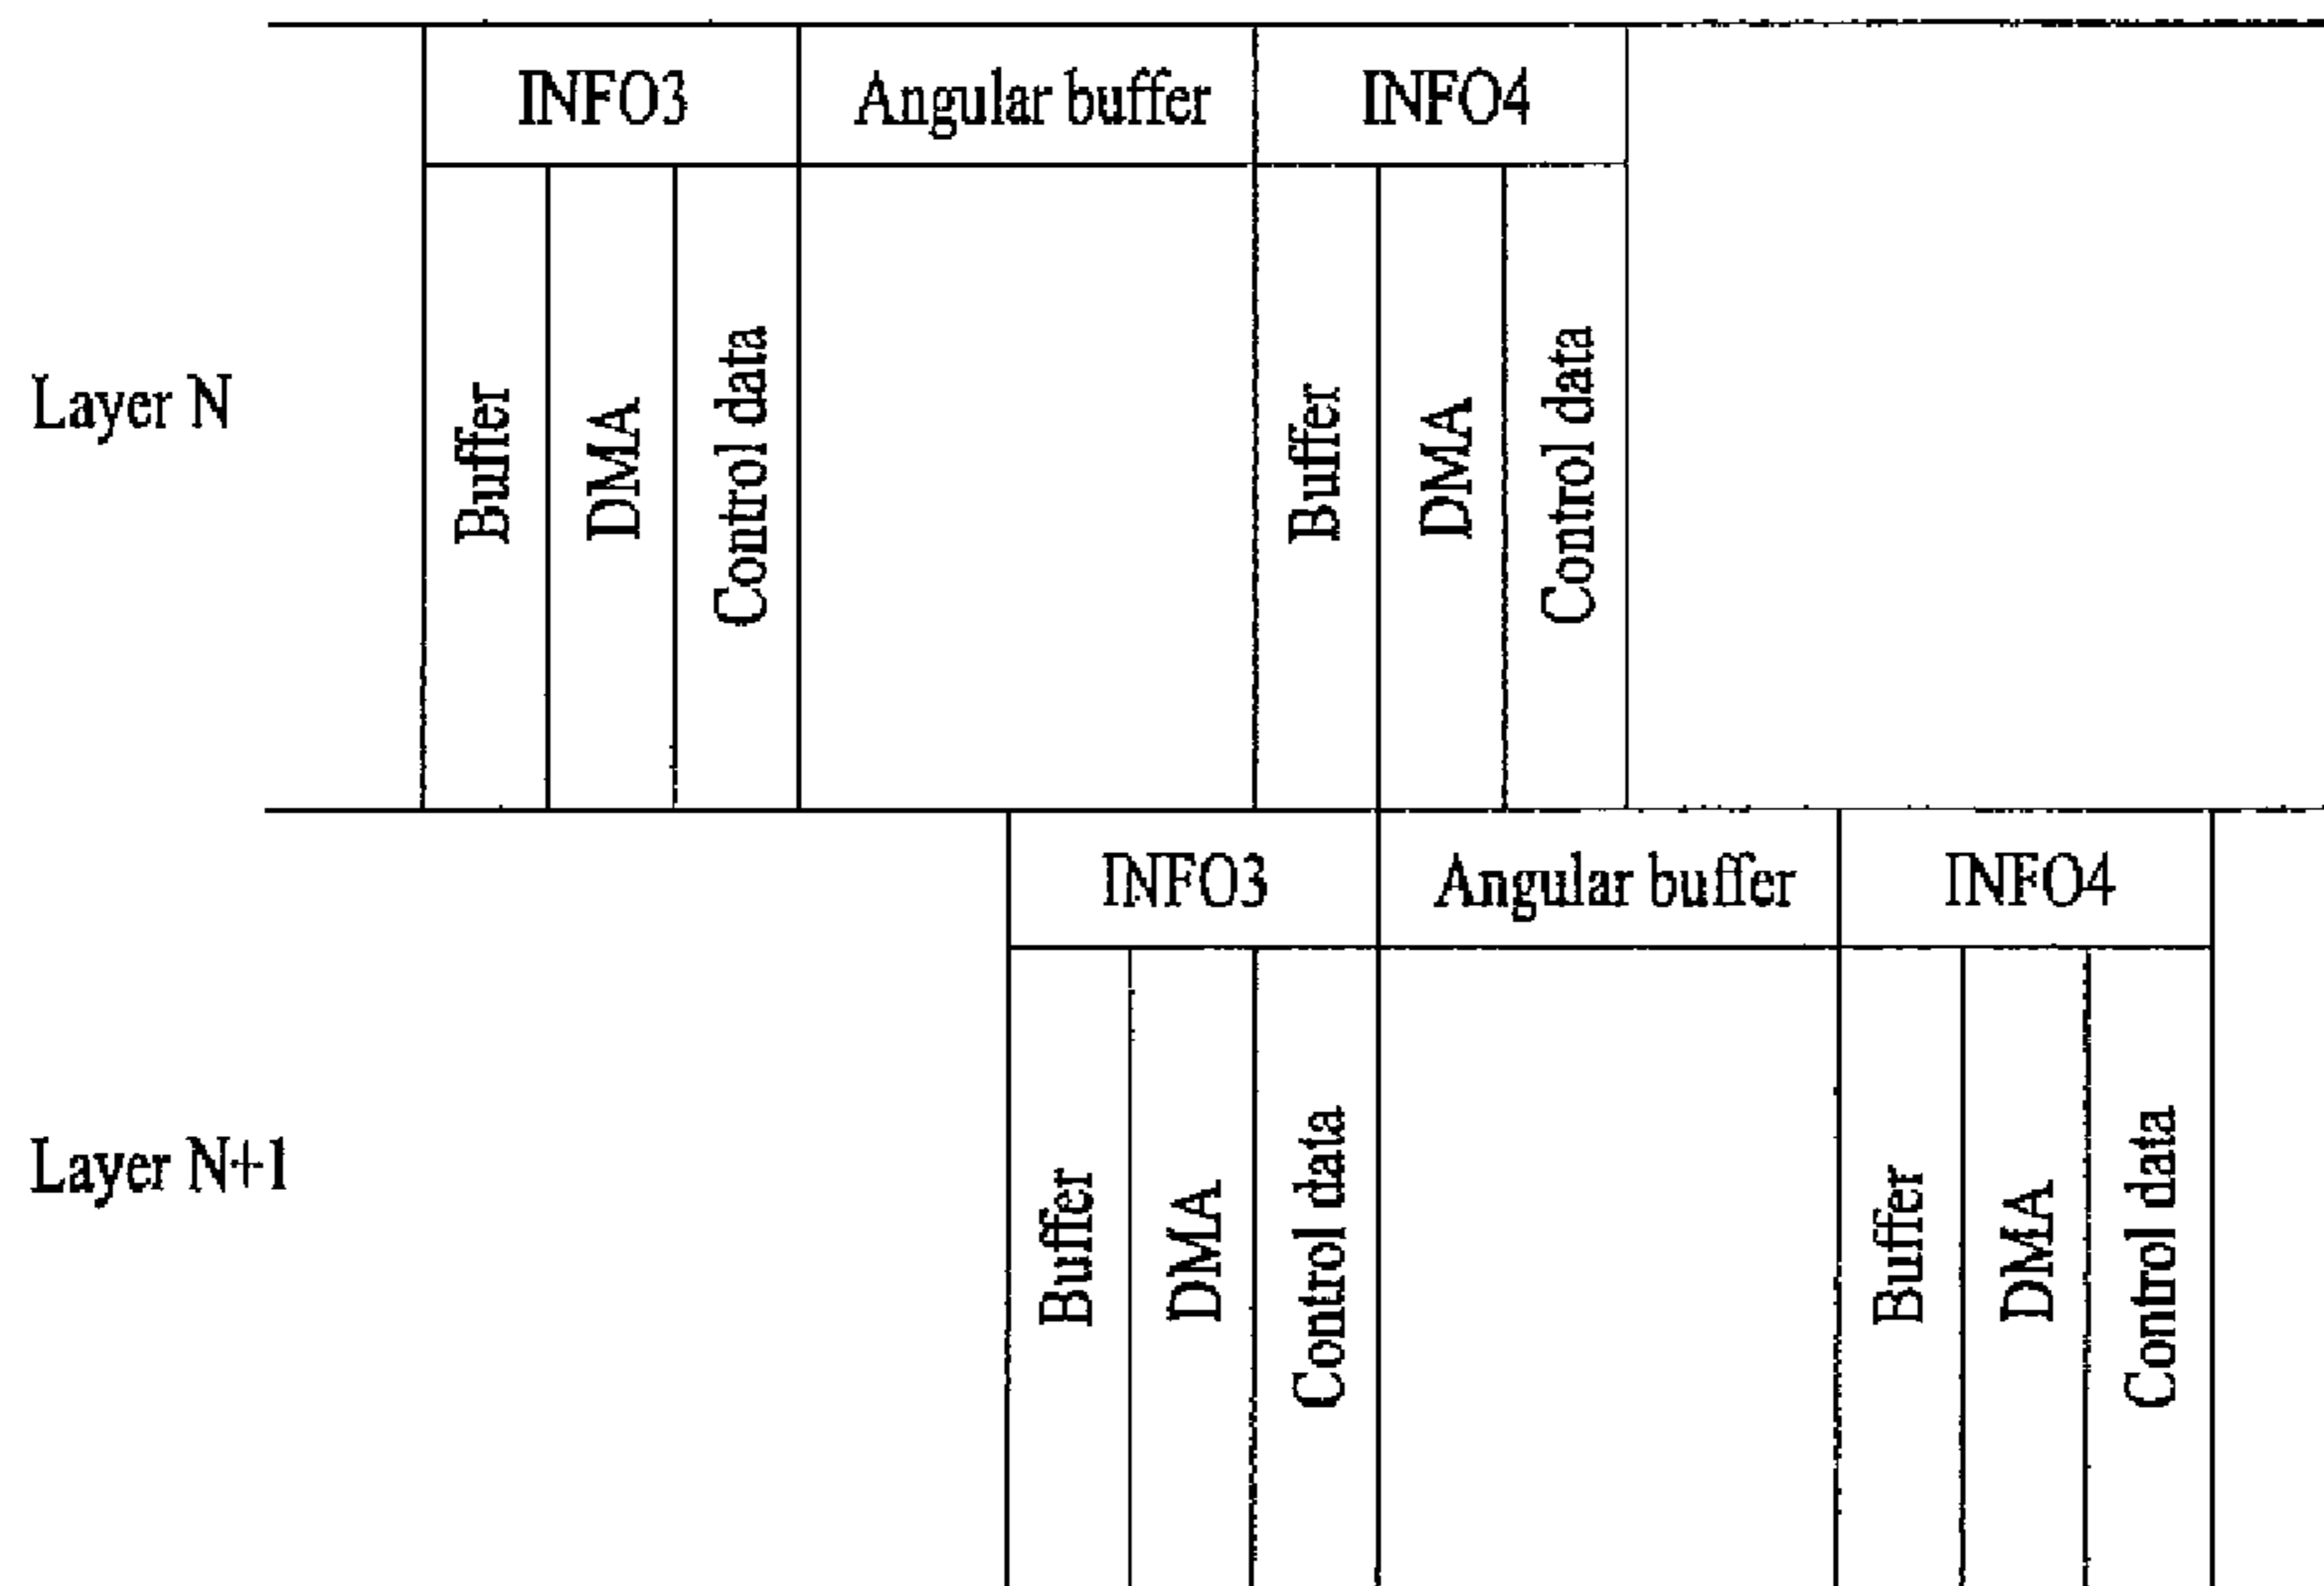 INFO3 Angular buffer INFO4
Layer N Buffer DMA Control data Buffer DMA Control data
INFO3 Angular buffer INFO4
Layer N+1 Buffer DMA Control data Buffer DMA Control data